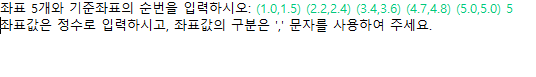 좌표 5개와 기준좌표의 순번을 입력하시오: (1.0,1.5) (2.2,2.4) (3.4,3.6) (4.7,4.8) (5.0,5.0) 5
좌표값은 정수로 입력하시고, 좌표값의 구분은 ',' 문자를 사용하여 주세요.